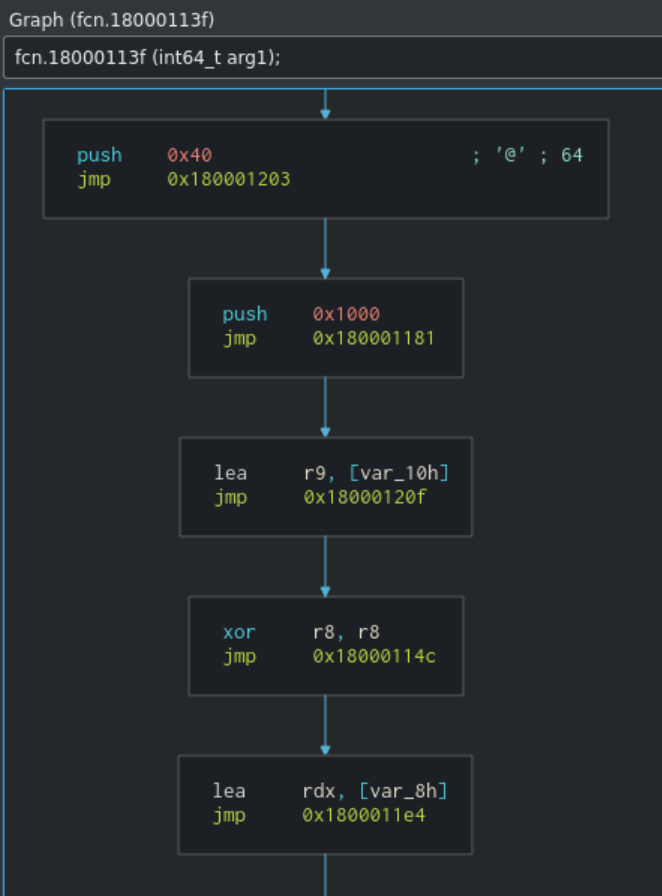 Graph (fcn.18000113f)
fcn.18000113f (int64_t arg1);
push 0x40 ; '@' ; 64
jmp 0x180001203
push 0x1000
jmp 0x180001181
lea r9, [var_10h]
jmp 0x18000120f
xor r8, r8
jmp 0x18000114c
lea rdx, [var_8h]
jmp 0x1800011e4